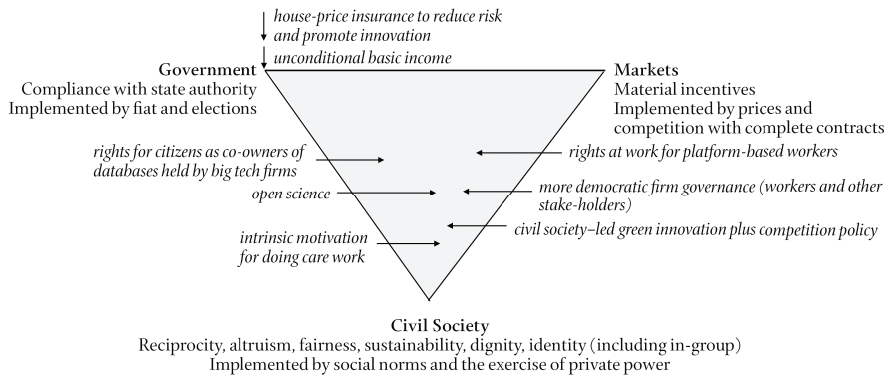 house-price insurance to reduce risk
and promote innovation
unconditional basic income
Government
Compliance with state authority
Implemented by fiat and elections
Markets
Material incentives
Implemented by prices and
competition with complete contracts
rights for citizens as co-owners of
databases held by big tech firms
rights at work for platform-based workers
open science
more democratic firm governance (workers and other
stake-holders)
civil society–led green innovation plus competition policy
intrinsic motivation
for doing care work
Civil Society
Reciprocity, altruism, fairness, sustainability, dignity, identity (including in-group)
Implemented by social norms and the exercise of private power